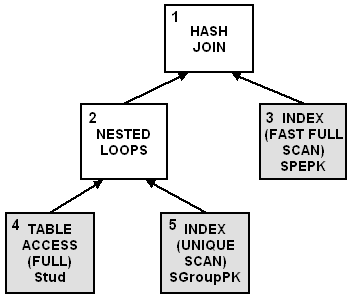 1
HASH
JOIN
2
NESTED
LOOPS
3 INDEX
(FAST FULL
SCAN)
SPEPK
4
TABLE
ACCESS
(FULL)
Stud
5
INDEX
(UNIQUE
SCAN)
SGroupPK